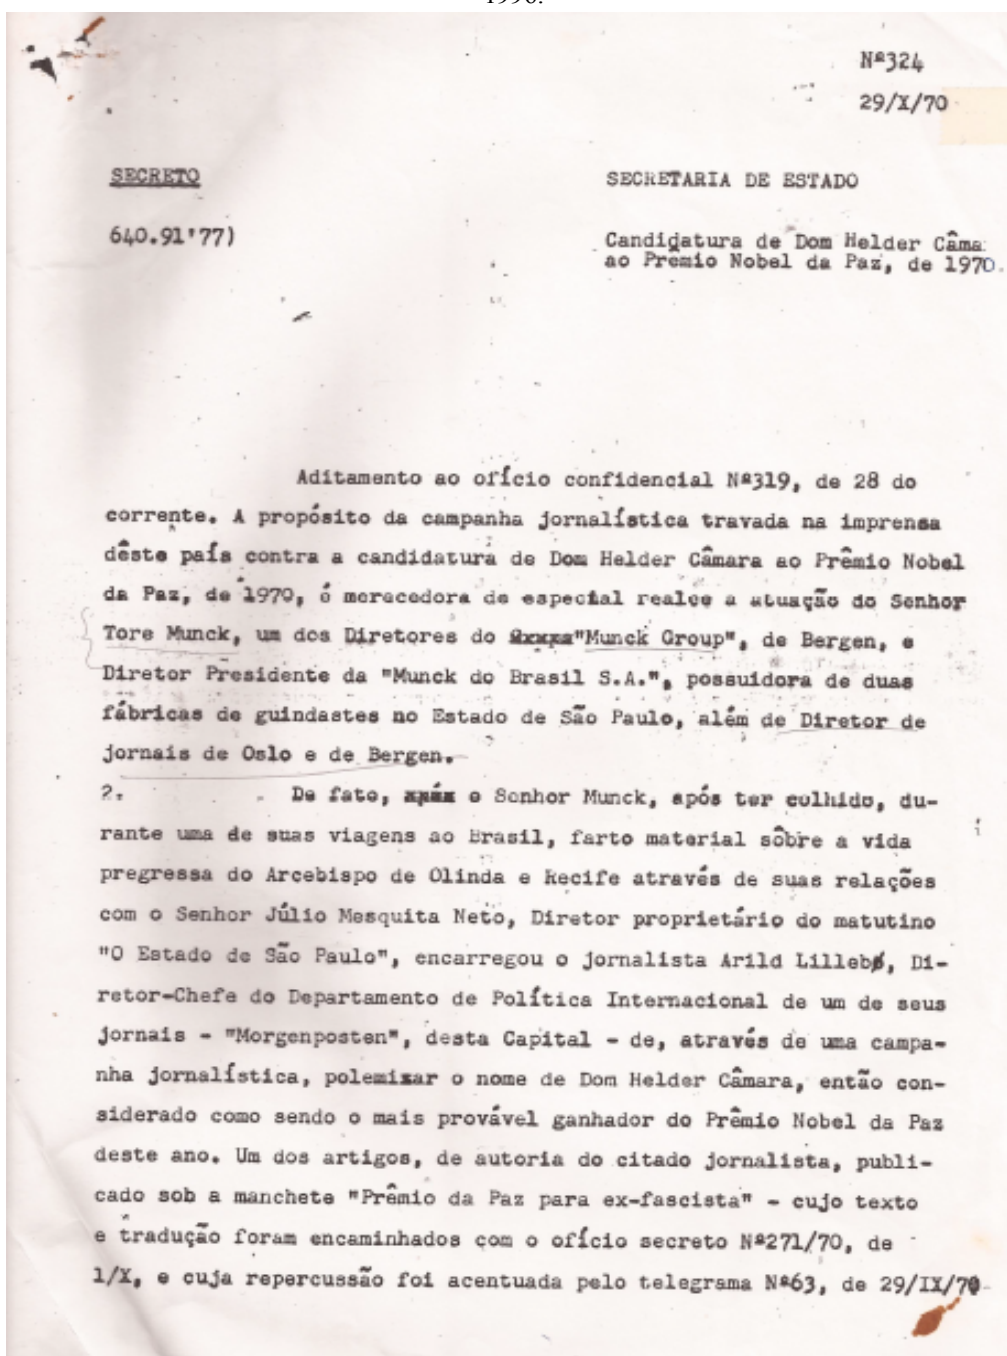 1990.
Nº324
29/X/70
SECRETO
SECRETARIA DE ESTADO
640.91'77)
Candidatura de Dom Helder Câma
ao Prêmio Nobel da Paz, de 1970.
Aditamento ao ofício confidencial Nº319, de 28 do
corrente. A propósito da campanha jornalística travada na imprensa
dêste país contra a candidatura de Dom Helder Câmara ao Prêmio Nobel
da Paz, de 1970, é merecedora de especial realce a atuação do Senhor
Tore Munck, um dos Diretores do "Munck Group", de Bergen, e
Diretor Presidente da "Munck do Brasil S.A.", possuidora de duas
fábricas de guindastes no Estado de São Paulo, além de Diretor de
jornais de Oslo e de Bergen.
2. De fato, o Senhor Munck, após ter colhido, du-
rante uma de suas viagens ao Brasil, farto material sôbre a vida
pregressa do Arcebispo de Olinda e Recife através de suas relações
com o Senhor Júlio Mesquita Neto, Diretor proprietário do matutino
"O Estado de São Paulo", encarregou o jornalista Arild Lillebø, Di-
retor-Chefe do Departamento de Política Internacional de um de seus
jornais - "Morgenposten", desta Capital - de, através de uma campa-
nha jornalística, polemizar o nome de Dom Helder Câmara, então con-
siderado como sendo o mais provável ganhador do Prêmio Nobel da Paz
deste ano. Um dos artigos, de autoria do citado jornalista, publi-
cado sob a manchete "Prêmio da Paz para ex-fascista" - cujo texto
e tradução foram encaminhados com o ofício secreto Nº271/70, de
1/X, e cuja repercussão foi acentuada pelo telegrama Nº63, de 29/IX/70